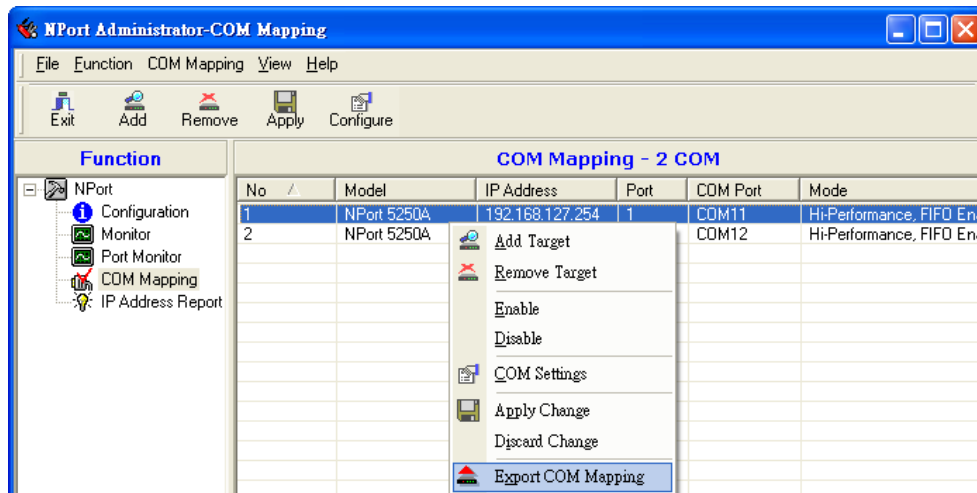 NPort Administrator-COM Mapping
File Function COM Mapping View Help
Exit Add Remove Apply Configure
Function
COM Mapping - 2 COM
NPort
Configuration
Monitor
Port Monitor
COM Mapping
IP Address Report
No Model IP Address Port COM Port Mode
1 NPort 5250A 192.168.127.254 1 COM11 Hi-Performance, FIFO En
2 NPort 5250A COM12 Hi-Performance, FIFO En
Add Target
Remove Target
Enable
Disable
COM Settings
Apply Change
Discard Change
Export COM Mapping